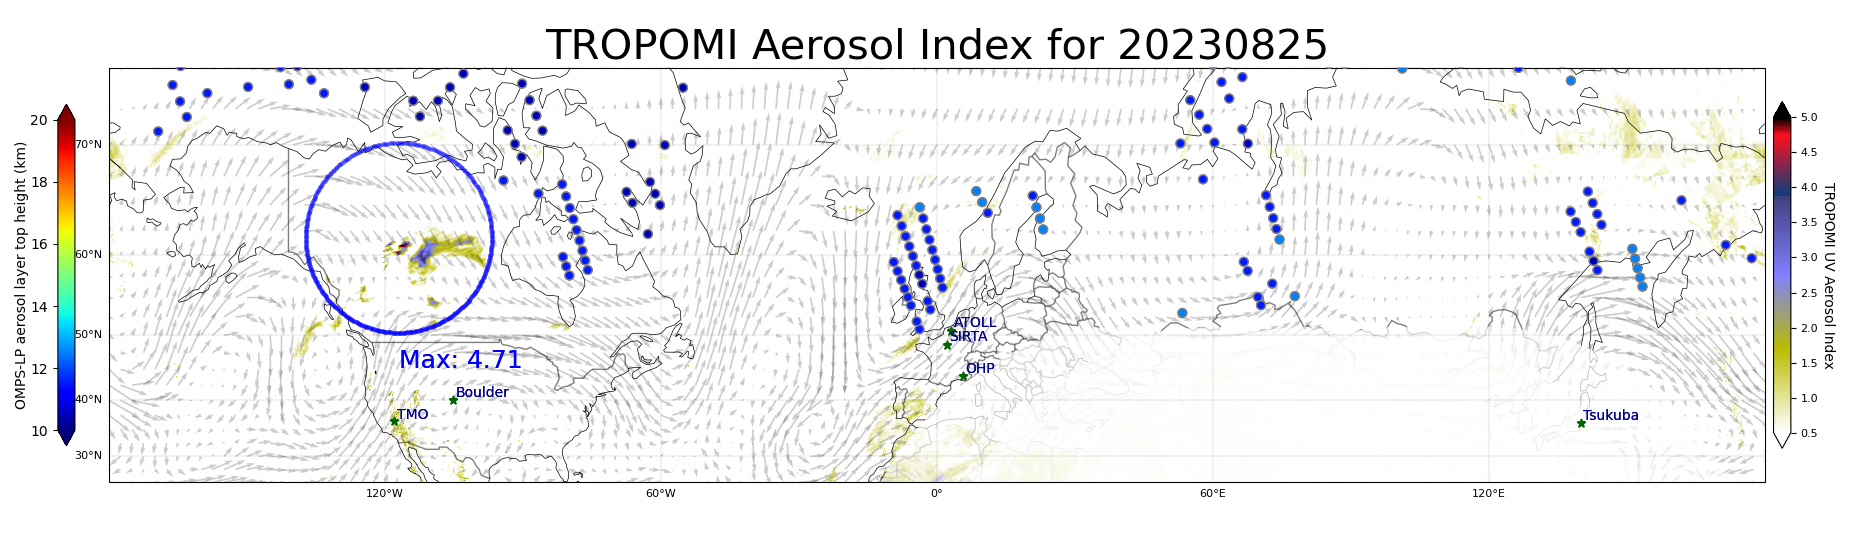 TROPOMI Aerosol Index for 20230825
OMPS-LP aerosol layer top height (km)
20
18
16
14
12
10
70°N
60°N
50°N
40°N
30°N
120°W
60°W
0°
60°E
120°E
Max: 4.71
Boulder
TMO
ATOLL
SIRTA
OHP
Tsukuba
5.0
4.5
4.0
3.5
3.0
2.5
2.0
1.5
1.0
0.5
TROPOMI UV Aerosol Index